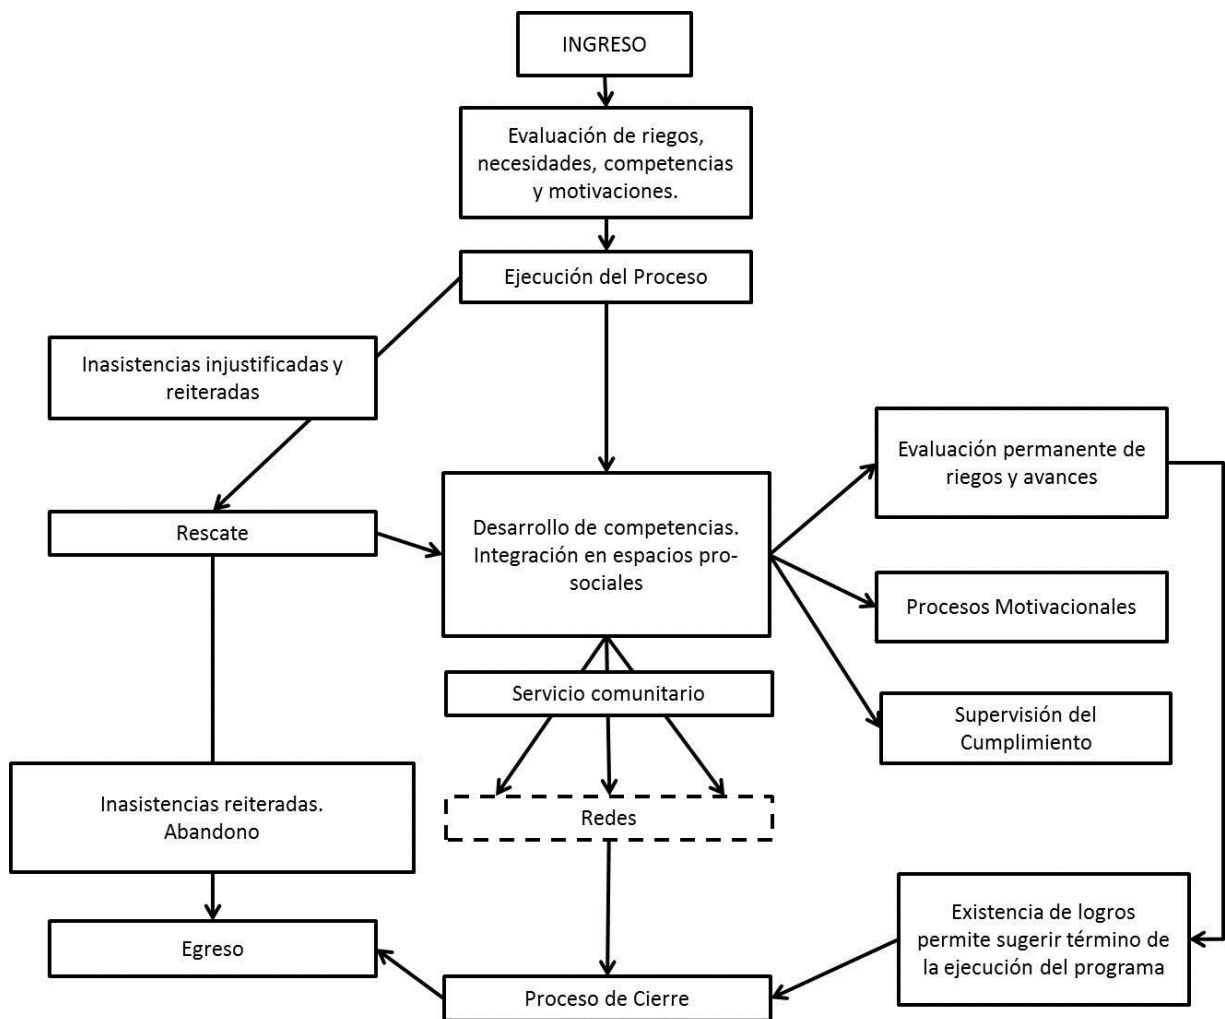 INGRESO
Evaluación de riegos,
necesidades, competencias
y motivaciones.
Ejecución del Proceso
Inasistencias injustificadas y
reiteradas
Evaluación permanente de
riegos y avances
Rescate
Desarrollo de competencias.
Integración en espacios pro-
sociales
Procesos Motivacionales
Servicio comunitario
Supervisión del
Cumplimiento
Inasistencias reiteradas.
Abandono
Redes
Existencia de logros
permite sugerir término de
la ejecución del programa
Egreso
Proceso de Cierre